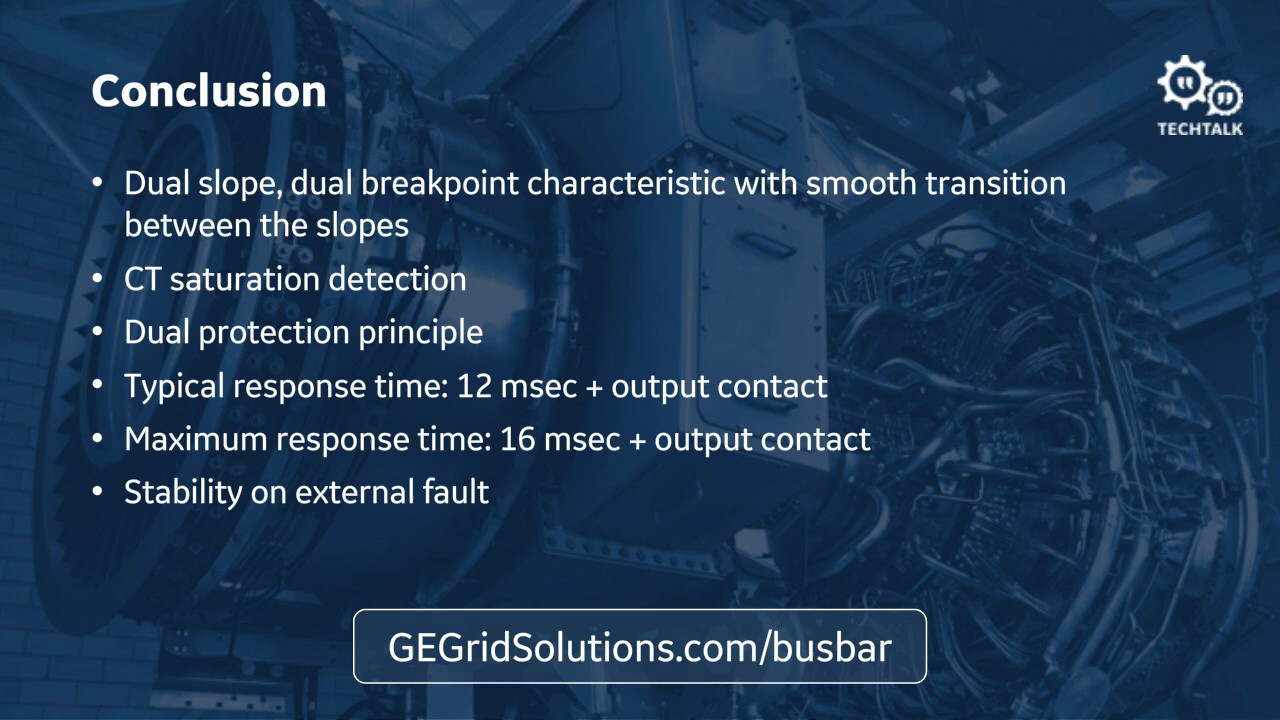 Conclusion
TECHTALK
• Dual slope, dual breakpoint characteristic with smooth transition
between the slopes
• CT saturation detection
• Dual protection principle
• Typical response time: 12 msec + output contact
• Maximum response time: 16 msec + output contact
• Stability on external fault
GEGridSolutions.com/busbar